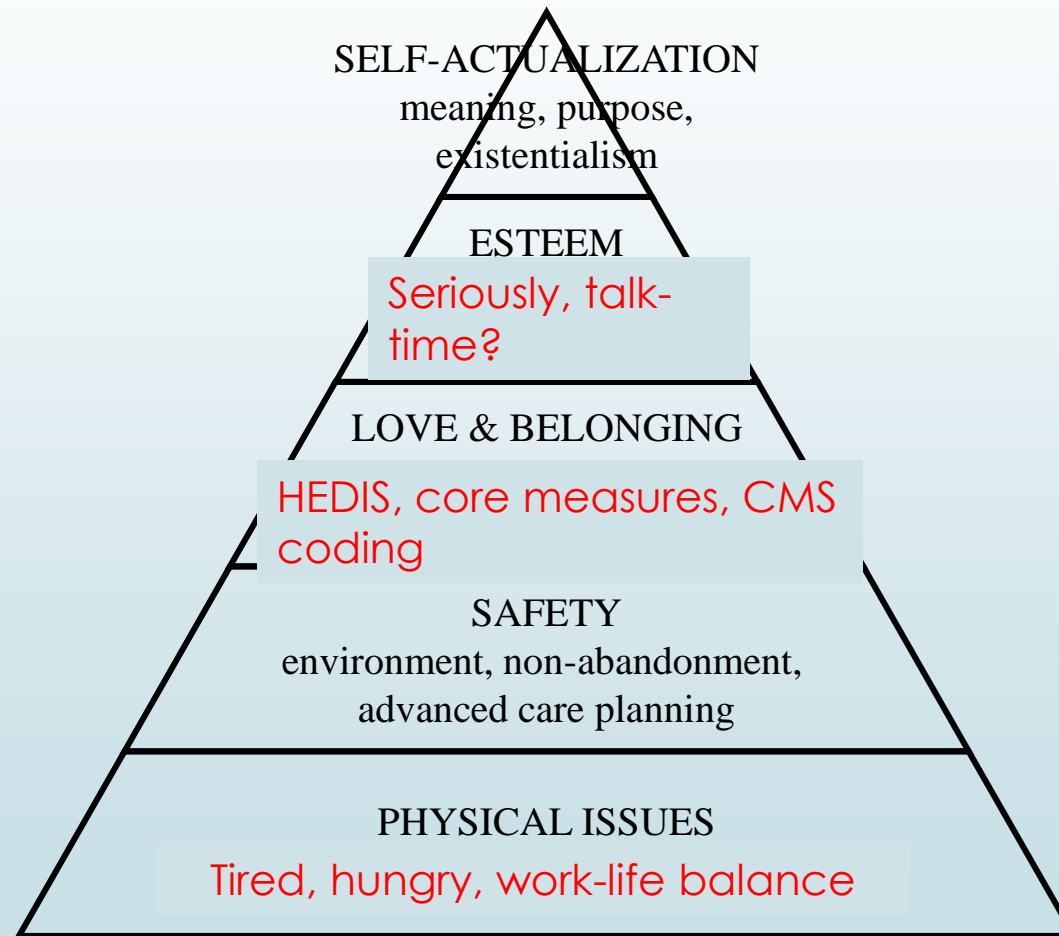 SELF-ACTUALIZATION
meaning, purpose,
existentialism
ESTEEM
Seriously, talk-
time?
LOVE & BELONGING
HEDIS, core measures, CMS
coding
SAFETY
environment, non-abandonment,
advanced care planning
PHYSICAL ISSUES
Tired, hungry, work-life balance